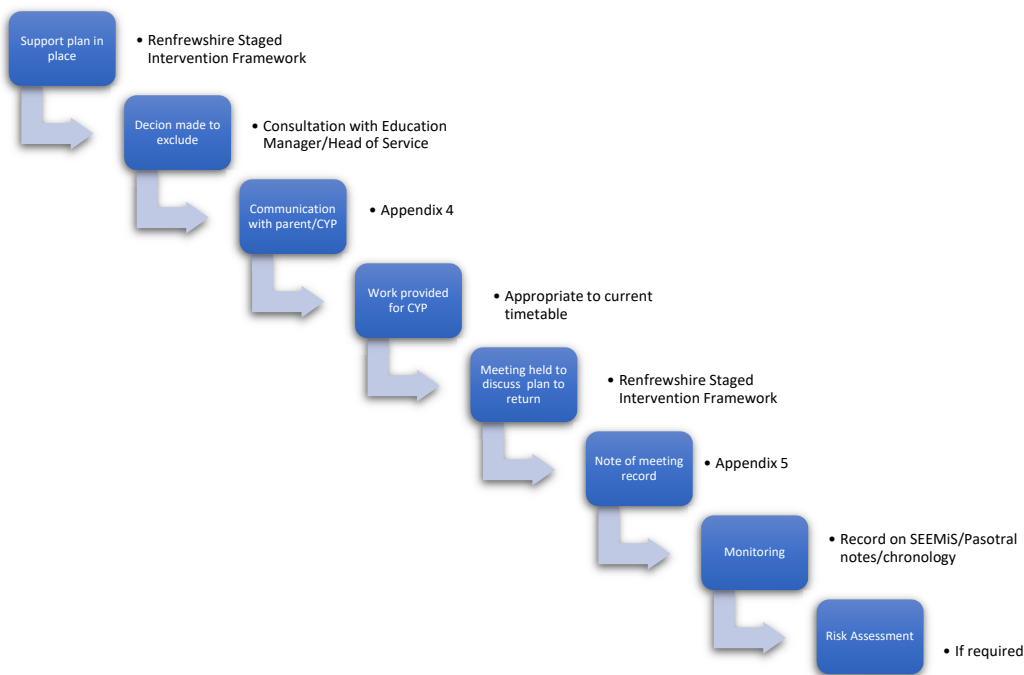 Support plan in
place
• Renfrewshire Staged
Intervention Framework
Decion made to
exclude
• Consultation with Education
Manager/Head of Service
Communication
with parent/CYP
• Appendix 4
Work provided
for CYP
• Appropriate to current
timetable
Meeting held to
discuss plan to
return
• Renfrewshire Staged
Intervention Framework
Note of meeting
record
• Appendix 5
Monitoring
• Record on SEEMiS/Pasotral
notes/chronology
Risk Assessment
• If required